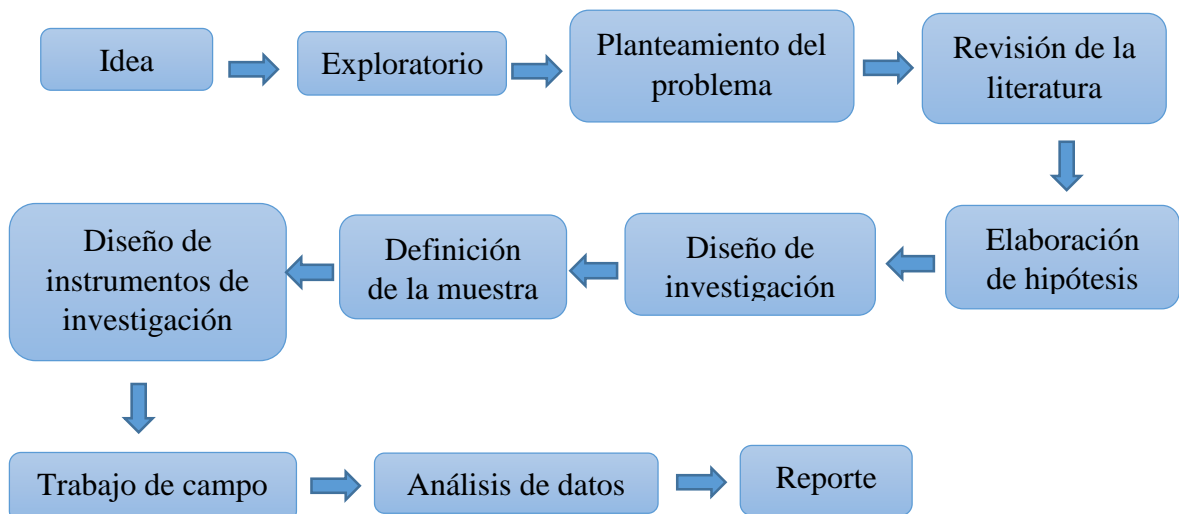 Idea
Exploratorio
Planteamiento del
problema
Revisión de la
literatura
Elaboración
de hipótesis
Diseño de
investigación
Definición
de la muestra
Diseño de
instrumentos de
investigación
Trabajo de campo
Análisis de datos
Reporte